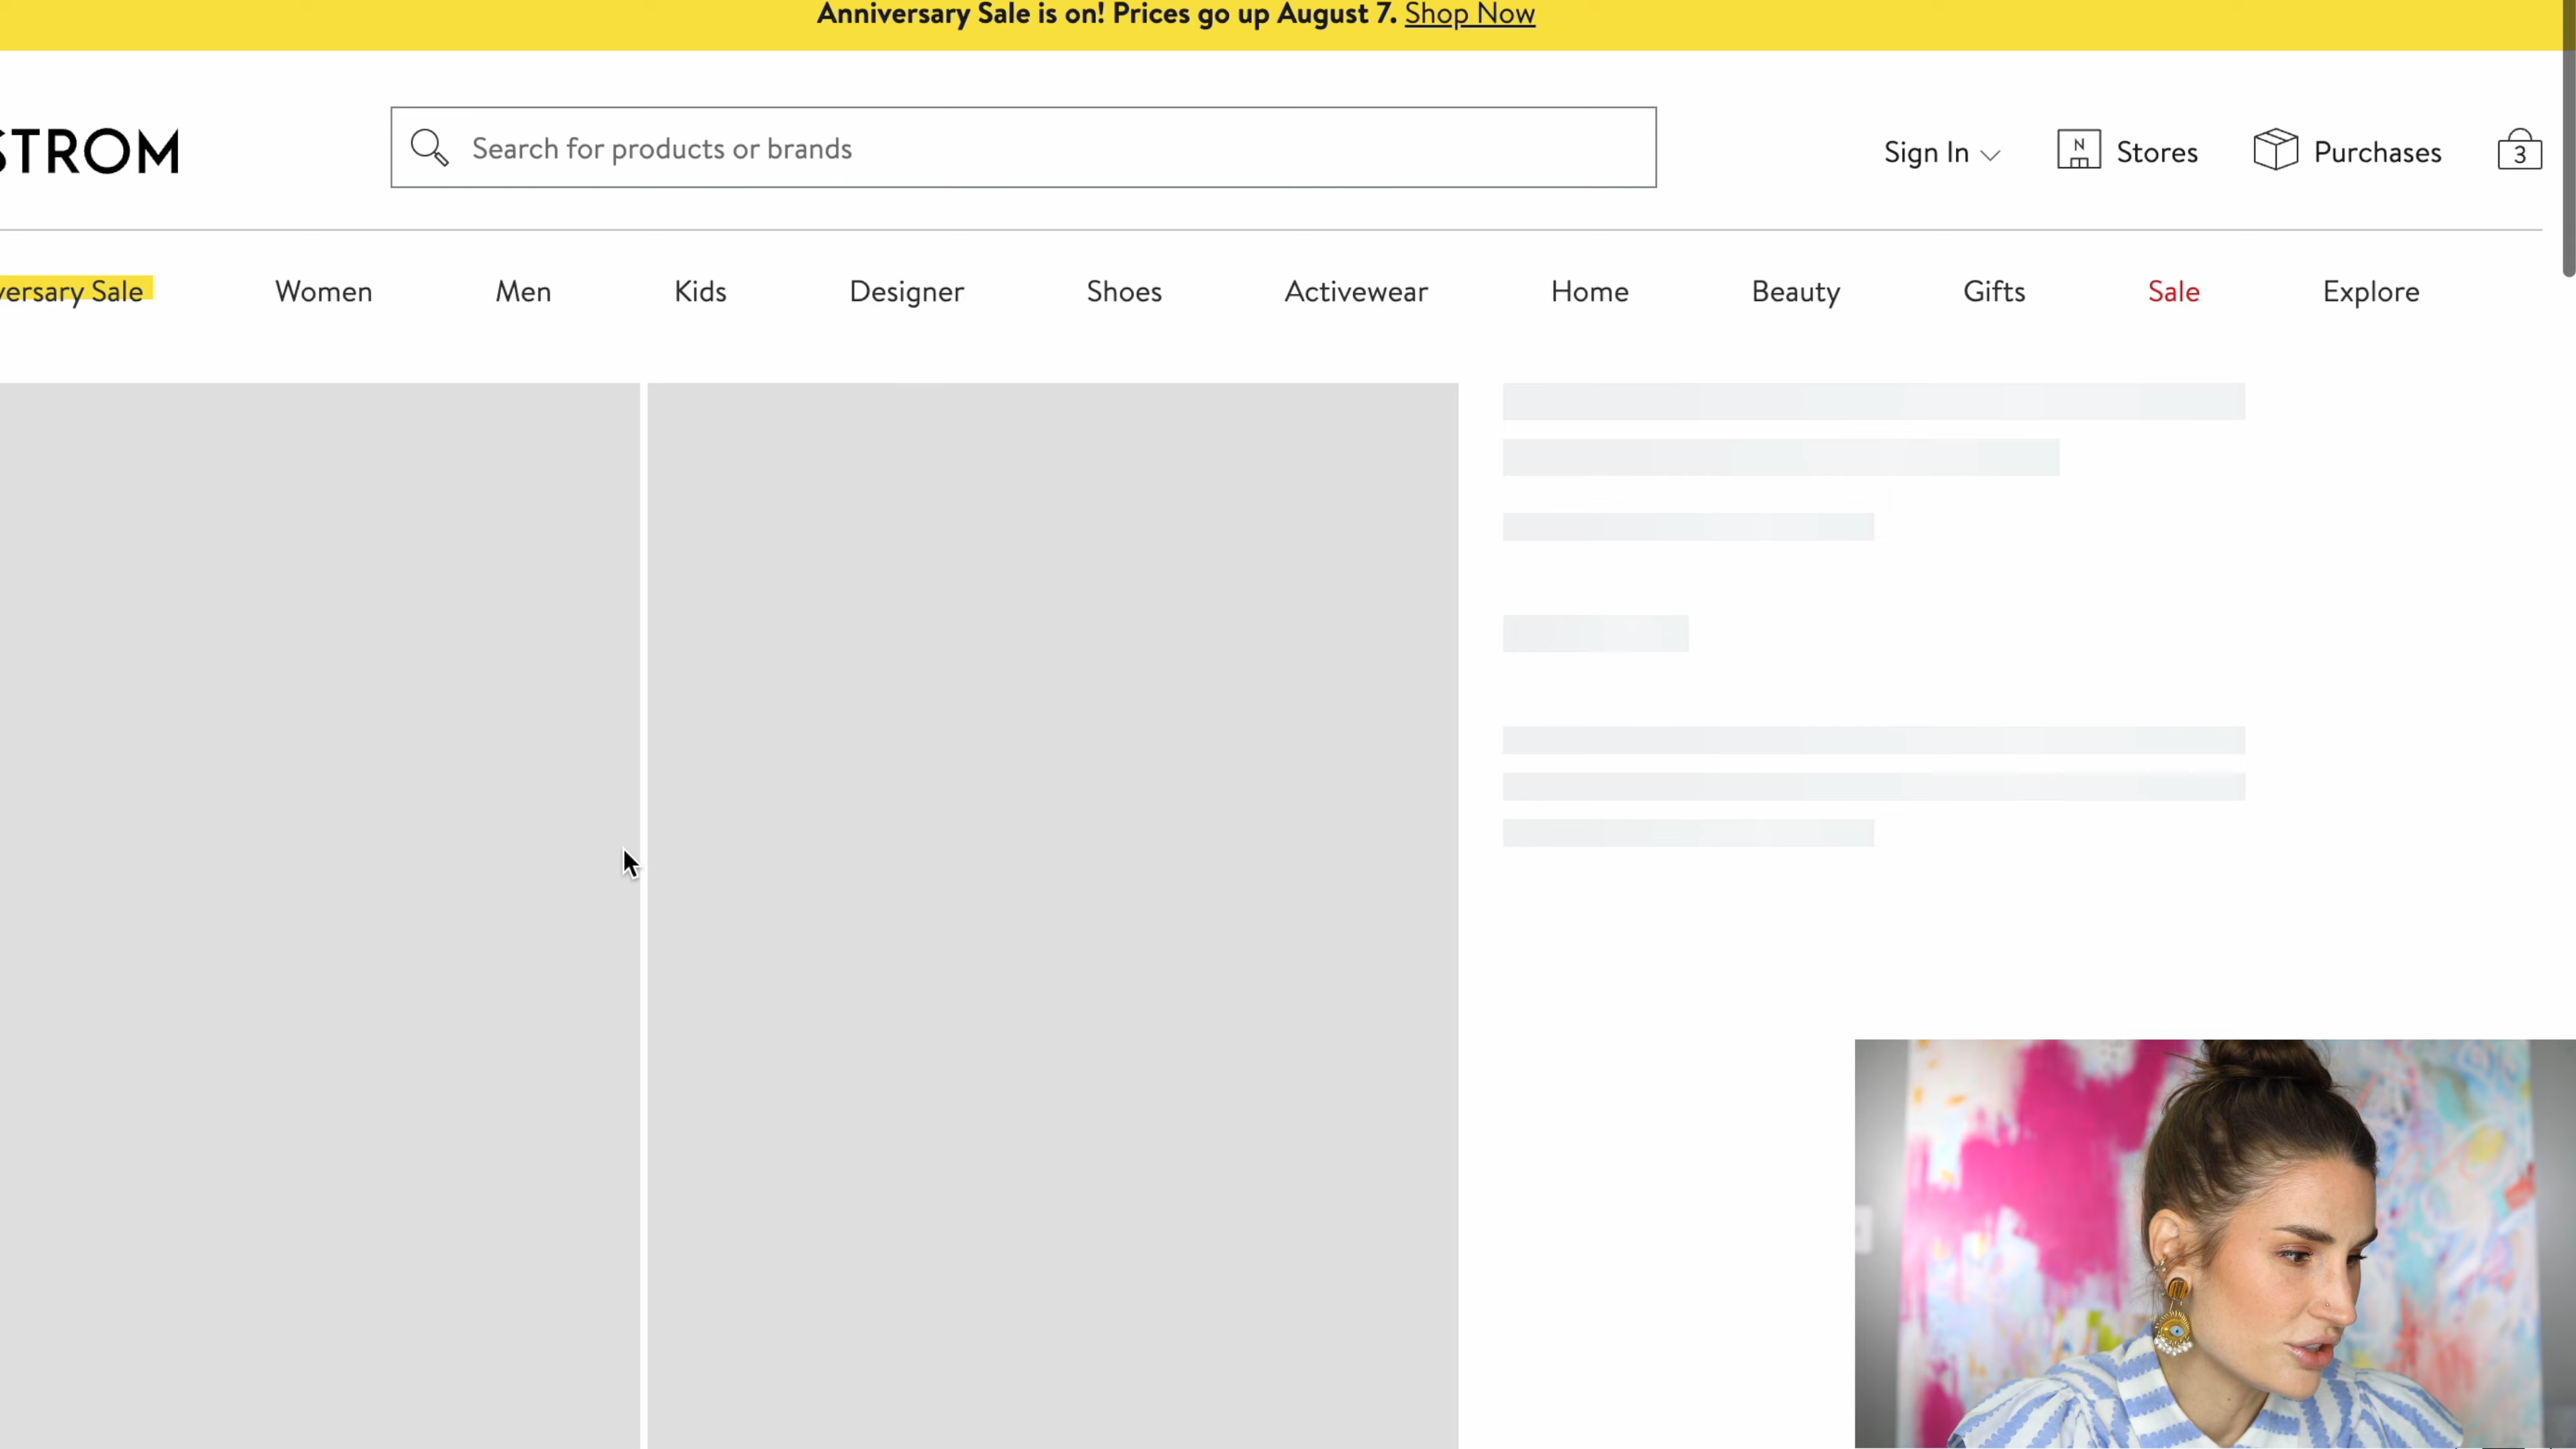 Anniversary Sale is on! Prices go up August 7. Shop Now
STROM
Search for products or brands
Sign In
N
Stores
Purchases
3
versary Sale
Women
Men
Kids
Designer
Shoes
Activewear
Home
Beauty
Gifts
Sale
Explore